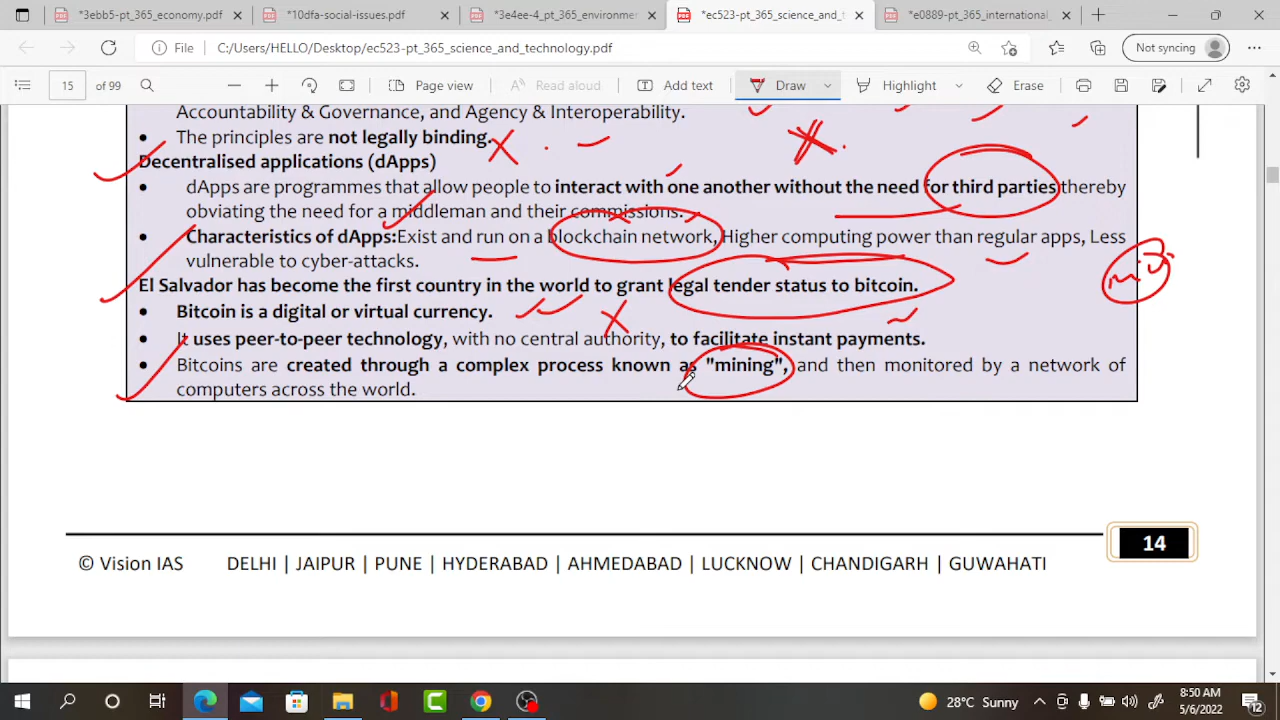 *3ebb5-pt_365_economy.pdf
*10dfa-social-issues.pdf
*3e4ee-4_pt_365_environmen
*ec523-pt_365_science_and_t
*e0889-pt_365_international_
File C:/Users/HELLO/Desktop/ec523-pt_365_science_and_technology.pdf
Not syncing
15 of 99
Page view
Read aloud
Add text
Draw
Highlight
Erase
Accountability & Governance, and Agency & Interoperability.
• The principles are not legally binding.
Decentralised applications (dApps)
• dApps are programmes that allow people to interact with one another without the need for third parties thereby
obviating the need for a middleman and their commissions.
• Characteristics of dApps:Exist and run on a blockchain network, Higher computing power than regular apps, Less
vulnerable to cyber-attacks.
El Salvador has become the first country in the world to grant legal tender status to bitcoin.
• Bitcoin is a digital or virtual currency.
• It uses peer-to-peer technology, with no central authority, to facilitate instant payments.
• Bitcoins are created through a complex process known as "mining", and then monitored by a network of
computers across the world.
14
© Vision IAS
DELHI | JAIPUR | PUNE | HYDERABAD | AHMEDABAD | LUCKNOW | CHANDIGARH | GUWAHATI
28°C Sunny
8:50 AM
5/6/2022
12